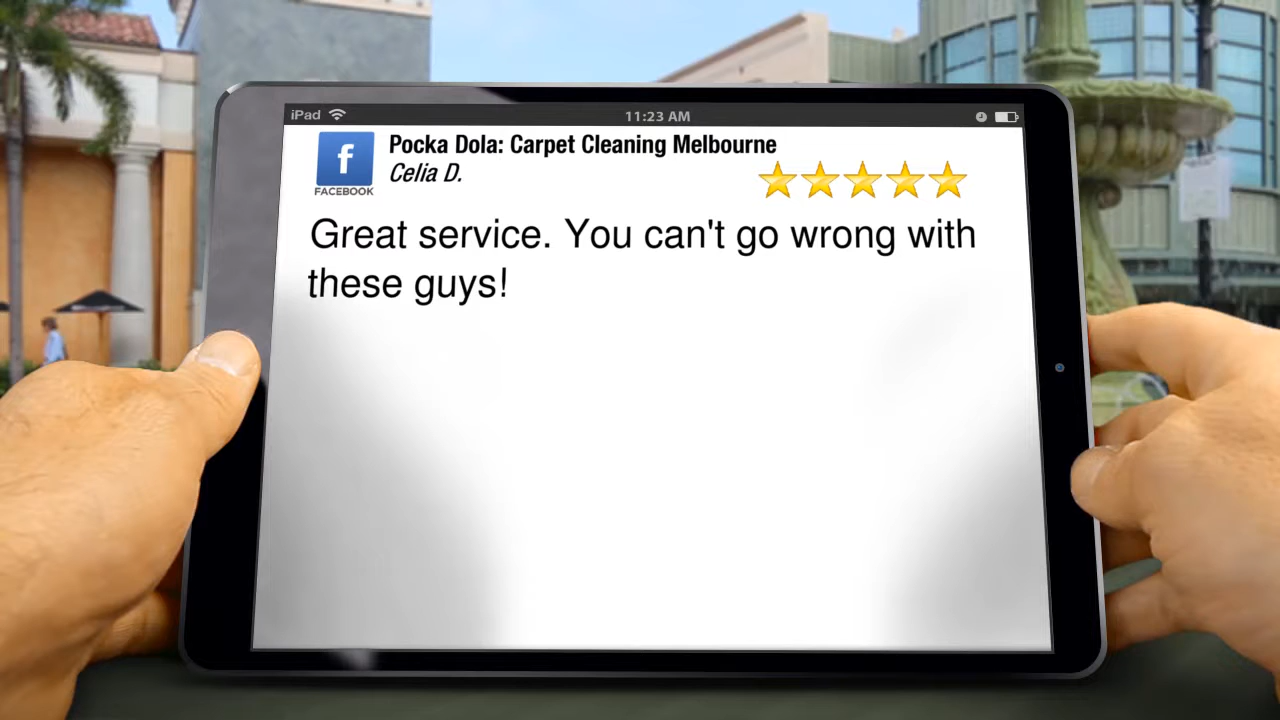 iPad 11:23 AM
f
FACEBOOK
Pocka Dola: Carpet Cleaning Melbourne
Celia D.
Great service. You can't go wrong with
these guys!